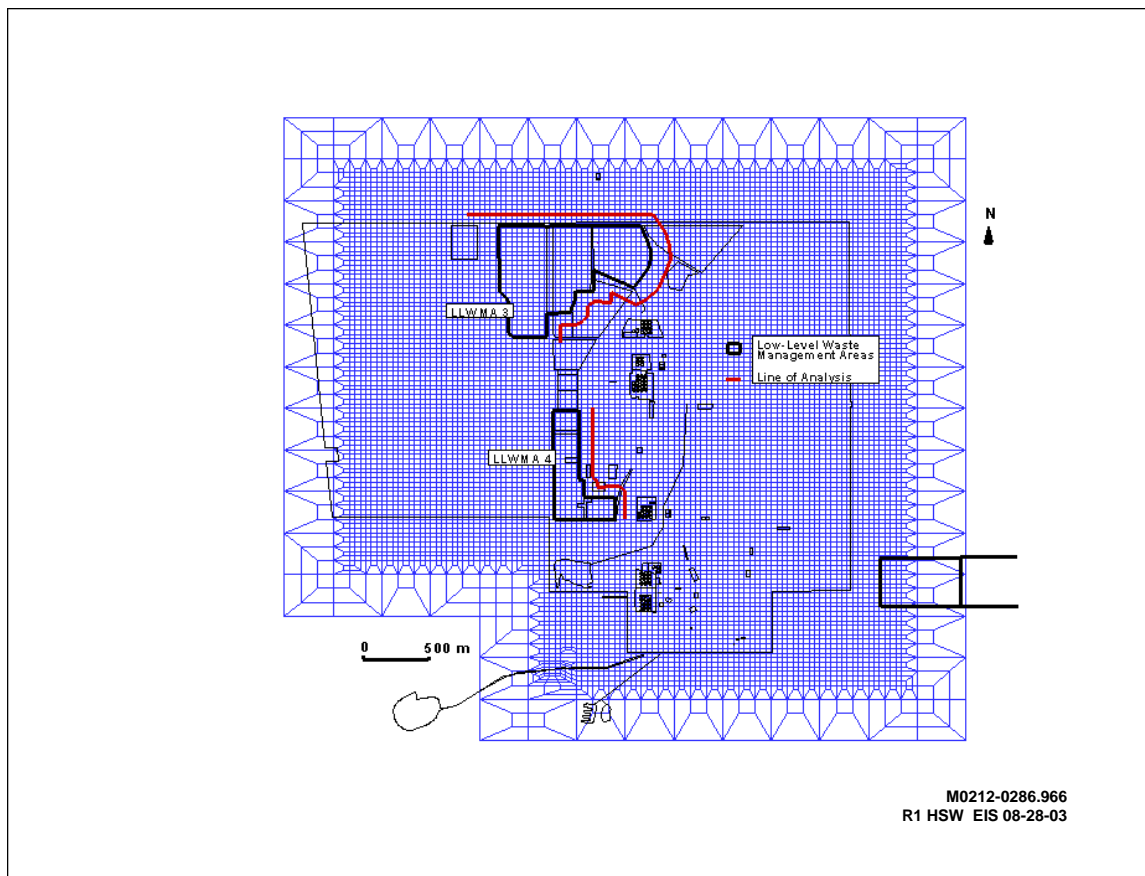 N
LLWMA 3
Low-Level Waste
Management Areas
Line of Analysis
LLWMA 4
0 500 m
M0212-0286.966
R1 HSW EIS 08-28-03